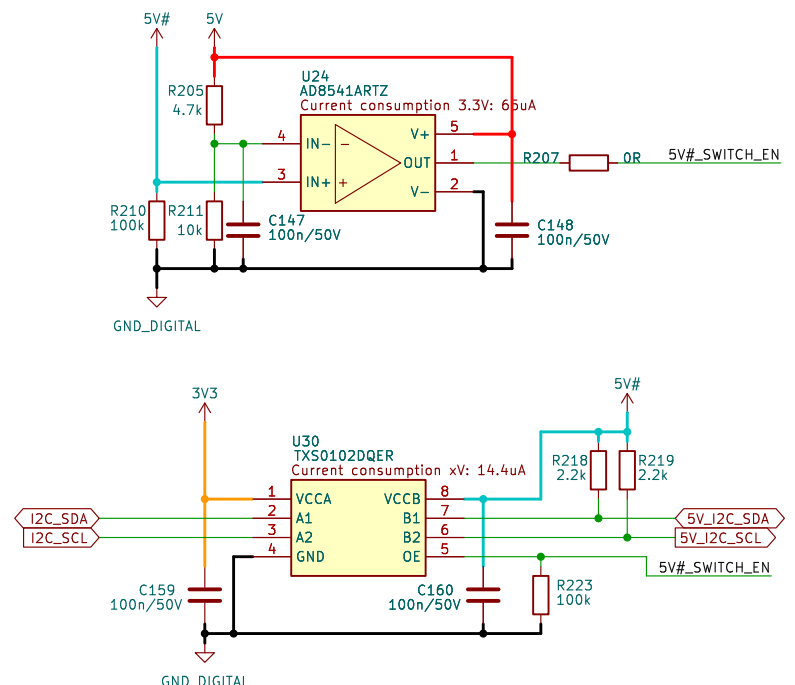 5V#
5V
R205
4.7k
U24
AD8541ARTZ
Current consumption 3.3V: 65uA
4
IN-
-
3
IN+
+
V+
5
OUT
1
V-
2
R207
0R
5V#_SWITCH_EN
R210
100k
R211
10k
C147
100n/50V
C148
100n/50V
GND_DIGITAL
3V3
5V#
U30
TXS0102DQER
Current consumption xV: 14.4uA
R218
2.2k
R219
2.2k
1
VCCA
VCCB
8
I2C_SDA
2
A1
B1
7
5V_I2C_SDA
I2C_SCL
3
A2
B2
6
5V_I2C_SCL
4
GND
OE
5
5V#_SWITCH_EN
C159
100n/50V
C160
100n/50V
R223
100k
GND_DIGITAL